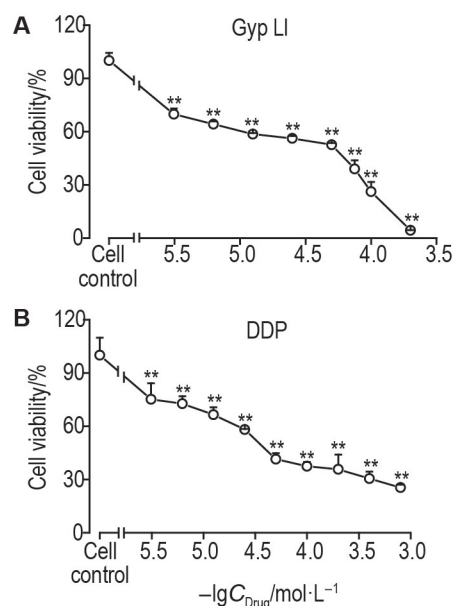 A
Gyp LI
120
90
60
30
0
Cell viability/%
** ** ** ** ** ** ** **
Cell control 5.5 5.0 4.5 4.0 3.5
B
DDP
120
90
60
30
0
Cell viability/%
** ** ** ** ** ** ** ** **
Cell control 5.5 5.0 4.5 4.0 3.5 3.0
–lgC_Drug/mol·L⁻¹